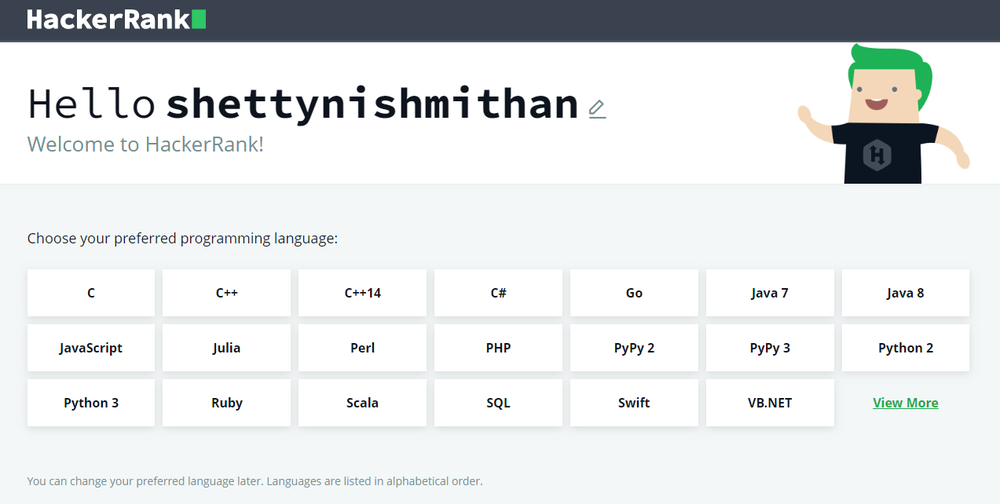 HackerRank
Hello shettynishmithan
Welcome to HackerRank!
H
Choose your preferred programming language:
C C++ C++14 C# Go Java 7 Java 8
JavaScript Julia Perl PHP PyPy 2 PyPy 3 Python 2
Python 3 Ruby Scala SQL Swift VB.NET View More
You can change your preferred language later. Languages are listed in alphabetical order.